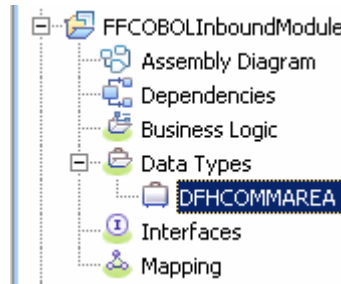 FFCOBOLInboundModule
Assembly Diagram
Dependencies
Business Logic
Data Types
DFHCOMMAREA
Interfaces
Mapping